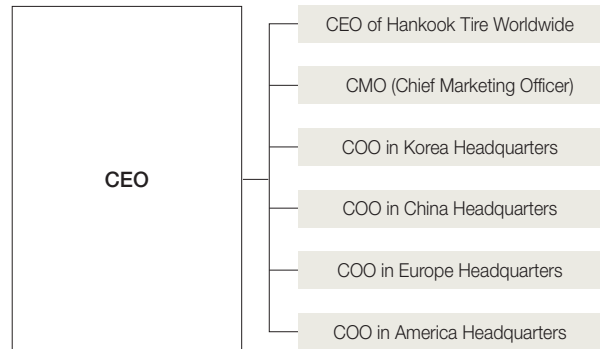 CEO
CEO of Hankook Tire Worldwide
CMO (Chief Marketing Officer)
COO in Korea Headquarters
COO in China Headquarters
COO in Europe Headquarters
COO in America Headquarters